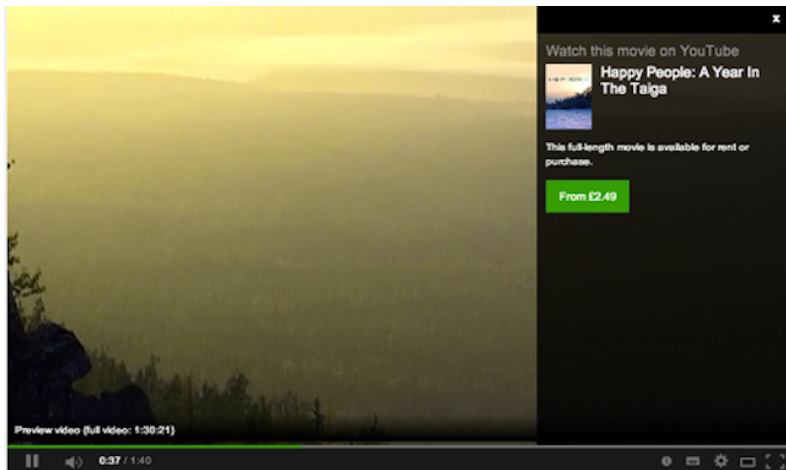 x
Watch this movie on YouTube
Happy People: A Year In
The Taiga
This full-length movie is available for rent or
purchase.
From £2.49
Preview video (full video: 1:30:21)
0:37 / 1:40